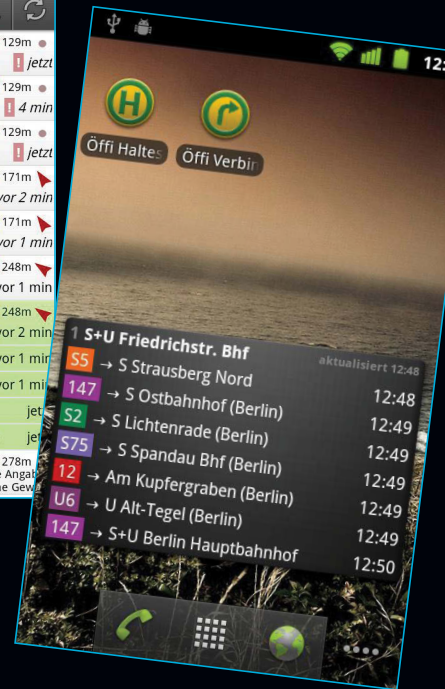 129m
! jetzt
129m
! 4 min
129m
! jetzt
171m
vor 2 min
171m
vor 1 min
248m
vor 1 min
248m
vor 2 min
vor 1 min
vor 1 min
278m
12:
H
Öffi Haltes
Öffi Verbin
1 S+U Friedrichstr. Bhf
aktualisiert 12:48
S5 → S Strausberg Nord 12:48
147 → S Ostbahnhof (Berlin) 12:49
S2 → S Lichtenrade (Berlin) 12:49
S75 → S Spandau Bhf (Berlin) 12:49
12 → Am Kupfergraben (Berlin) 12:49
U6 → U Alt-Tegel (Berlin) 12:49
147 → S+U Berlin Hauptbahnhof 12:50